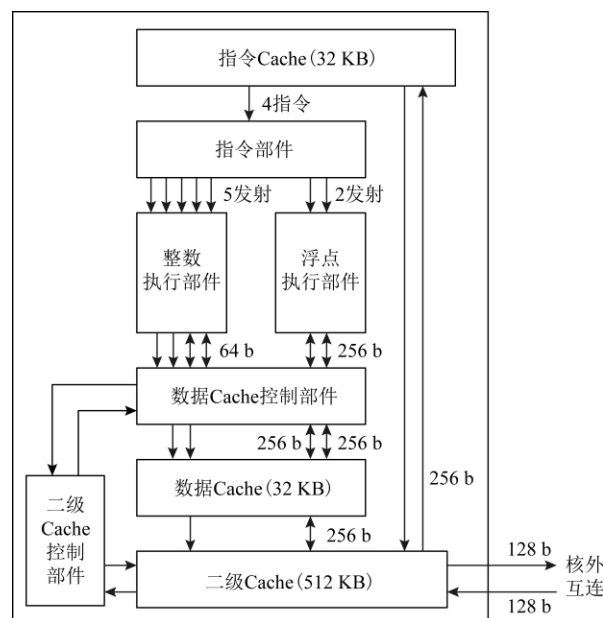 指令Cache(32 KB)
4指令
指令部件
5发射
2发射
整数
执行部件
浮点
执行部件
64 b
256 b
数据Cache控制部件
256 b
256 b
256 b
数据Cache(32 KB)
二级
Cache
控制
部件
256 b
二级Cache(512 KB)
128 b
核外
互连
128 b